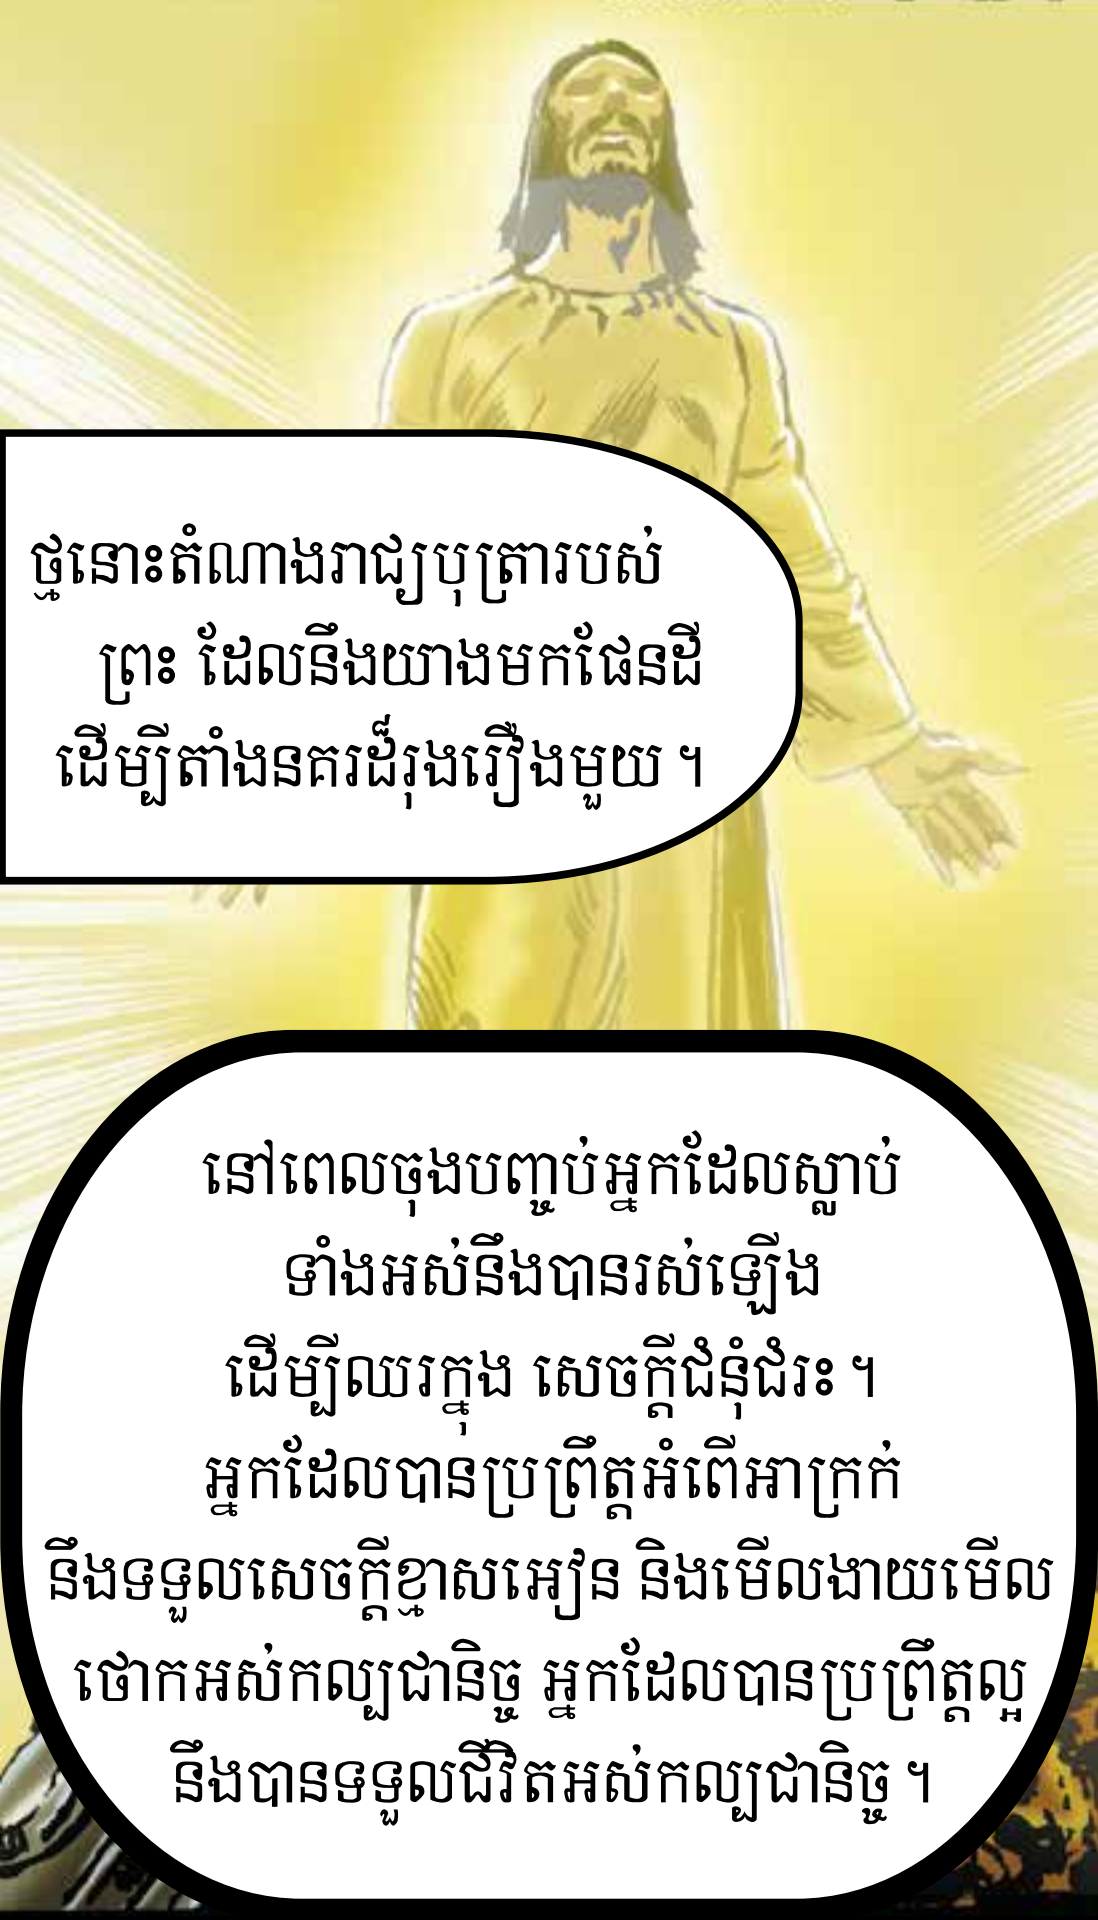 ថ្មនោះតំណាងរាជ្យបុត្រារបស់
ព្រះ ដែលនឹងយាងមកផែនដី
ដើម្បីតាំងនគរដ៏រុងរឿងមួយ ។
នៅពេលចុងបញ្ចប់អ្នកដែលស្លាប់
ទាំងអស់នឹងបានរស់ឡើង
ដើម្បីឈរក្នុង សេចក្ដីជំនុំជំរះ ។
អ្នកដែលបានប្រព្រឹត្តអំពើអាក្រក់
នឹងទទួលសេចក្ដីខ្មាសអៀន និងមើលងាយមើល
ថោកអស់កល្បជានិច្ច អ្នកដែលបានប្រព្រឹត្តល្អ
នឹងបានទទួលជីវិតអស់កល្បជានិច្ច ។